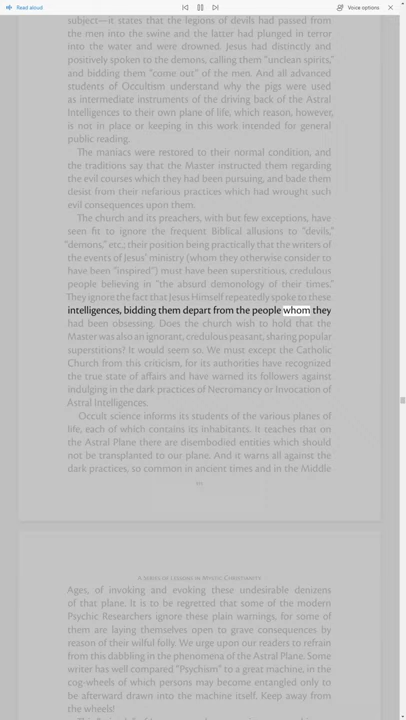 Read aloud
Voice options
subject—it states that the legions of devils had passed from
the men into the swine and the latter had plunged in terror
into the water and were drowned. Jesus had distinctly and
positively spoken to the demons, calling them "unclean spirits,"
and bidding them "come out" of the men. And all advanced
students of Occultism understand why the pigs were used
as intermediate instruments of the driving back of the Astral
Intelligences to their own plane of life, which reason, however,
is not in place or keeping in this work intended for general
public reading.
The maniacs were restored to their normal condition, and
the traditions say that the Master instructed them regarding
the evil courses which they had been pursuing, and bade them
desist from their nefarious practices which had wrought such
evil consequences upon them.
The church and its preachers, with but few exceptions, have
seen fit to ignore the frequent Biblical allusions to "devils,"
"demons," etc., their position being practically that the writers of
the events of Jesus' ministry (whom they otherwise consider to
have been "inspired") must have been superstitious, credulous
people believing in "the absurd demonology of their times."
They ignore the fact that Jesus Himself repeatedly spoke to these
intelligences, bidding them depart from the people whom they
had been obsessing. Does the church wish to hold that the
Master was also an ignorant, credulous peasant, sharing popular
superstitions? It would seem so. We must except the Catholic
Church from this criticism, for its authorities have recognized
the true state of affairs and have warned its followers against
indulging in the dark practices of Necromancy or Invocation of
Astral Intelligences.
Occult science informs its students of the various planes of
life, each of which contains its inhabitants. It teaches that on
the Astral Plane there are disembodied entities which should
not be transplanted to our plane. And it warns all against the
dark practices, so common in ancient times and in the Middle
A Series of Lessons in Mystic Christianity
Ages, of invoking and evoking these undesirable denizens
of that plane. It is to be regretted that some of the modern
Psychic Researchers ignore these plain warnings, for some of
them are laying themselves open to grave consequences by
reason of their wilful folly. We urge upon our readers to refrain
from this dabbling in the phenomena of the Astral Plane. Some
writer has well compared "Psychism" to a great machine, in the
cog-wheels of which persons may become entangled only to
be afterward drawn into the machine itself. Keep away from
the wheels!